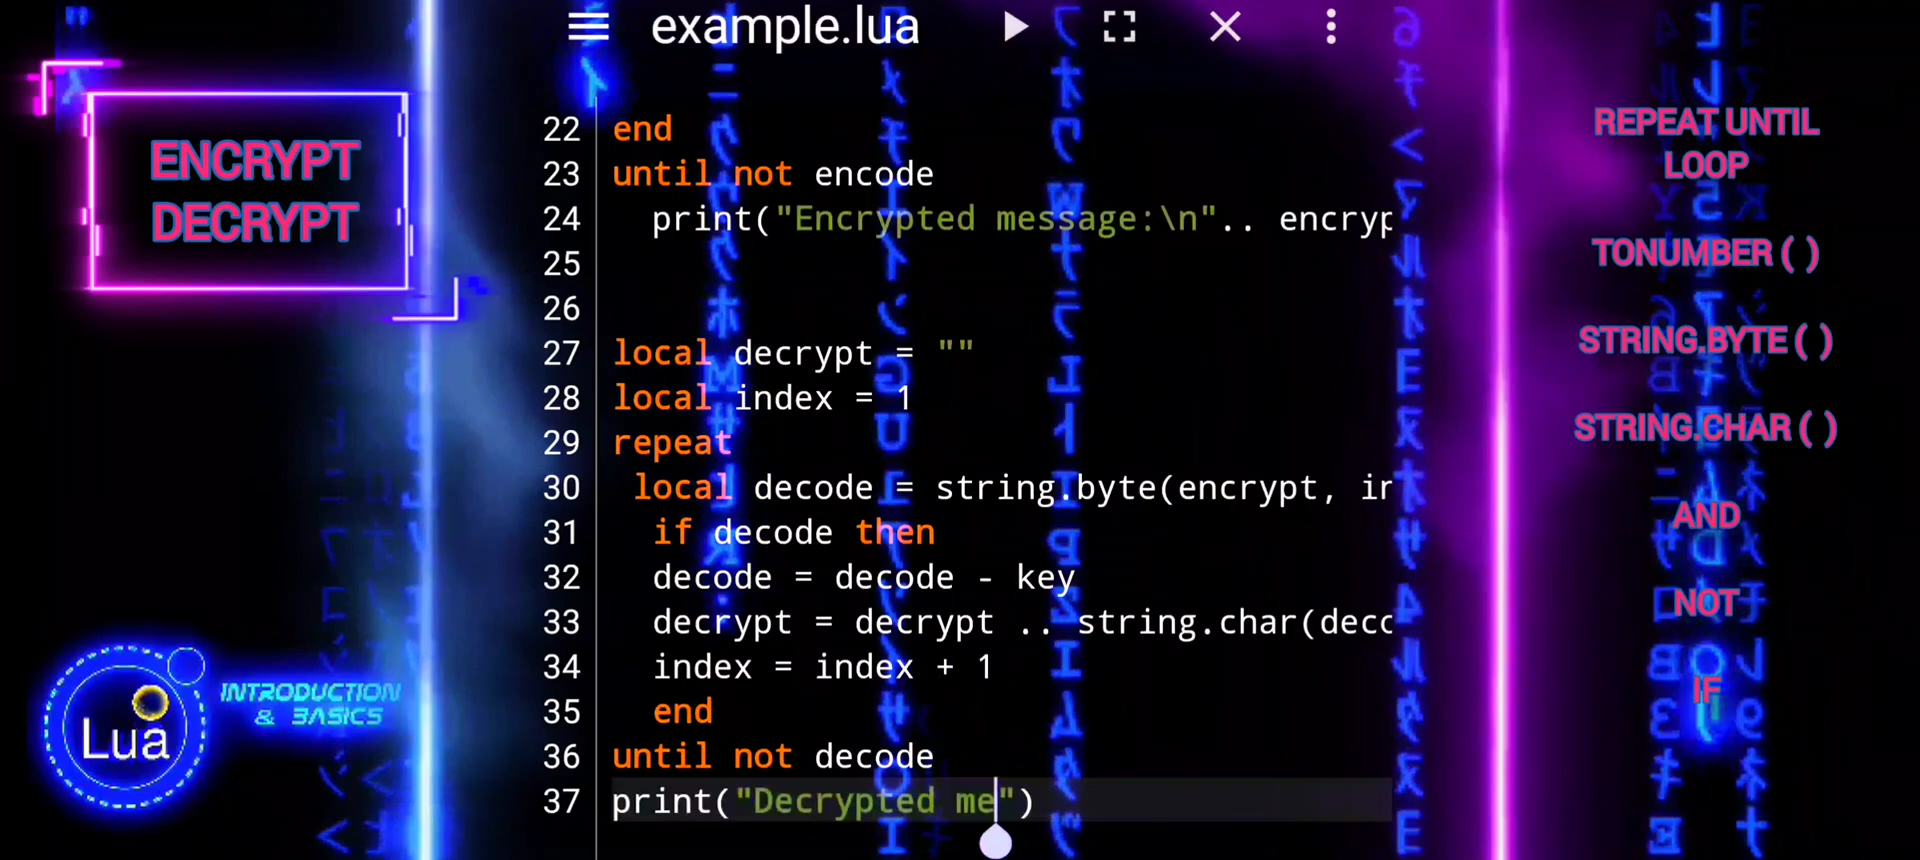 ENCRYPT
DECRYPT
Lua
INTRODUCTION
& BASICS
example.lua
22 end
23 until not encode
24 print("Encrypted message:\n".. encryp
25
26
27 local decrypt = ""
28 local index = 1
29 repeat
30 local decode = string.byte(encrypt, in
31 if decode then
32 decode = decode - key
33 decrypt = decrypt .. string.char(deco
34 index = index + 1
35 end
36 until not decode
37 print("Decrypted me")
REPEAT UNTIL
LOOP
TONUMBER ( )
STRING.BYTE ( )
STRING.CHAR ( )
AND
NOT
IF